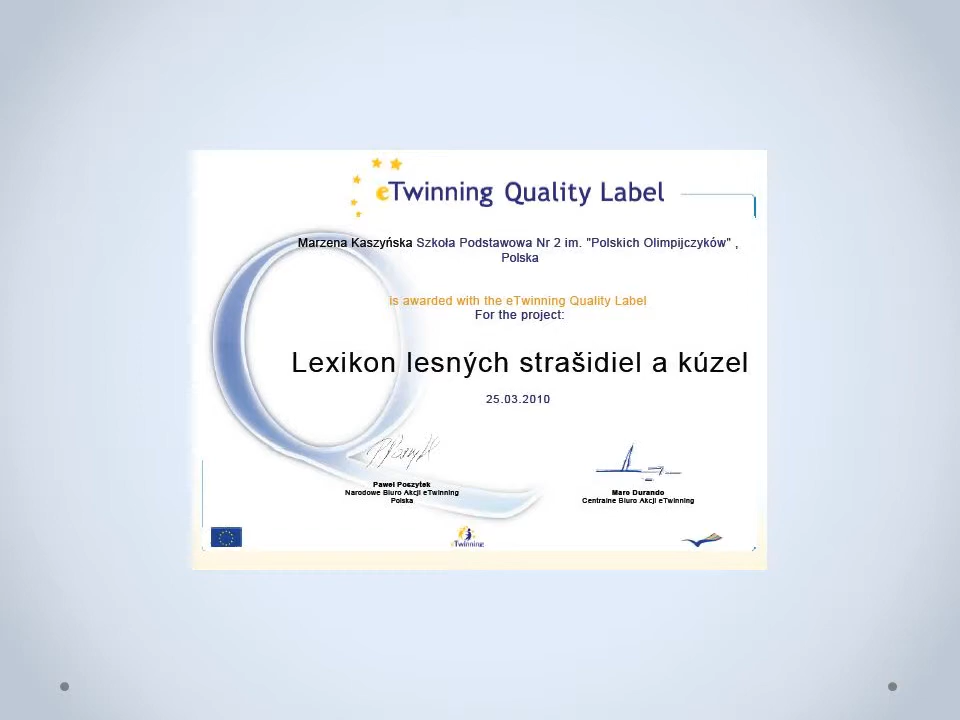 eTwinning Quality Label
Marzena Kaszyńska Szkoła Podstawowa Nr 2 im. "Polskich Olimpijczyków" ,
Polska
is awarded with the eTwinning Quality Label
For the project:
Lexikon lesných strašidiel a kúzel
25.03.2010
Paweł Poszytek
Narodowe Biuro Akcji eTwinning
Polska
Marc Durando
Centralne Biuro Akcji eTwinning
eTwinning